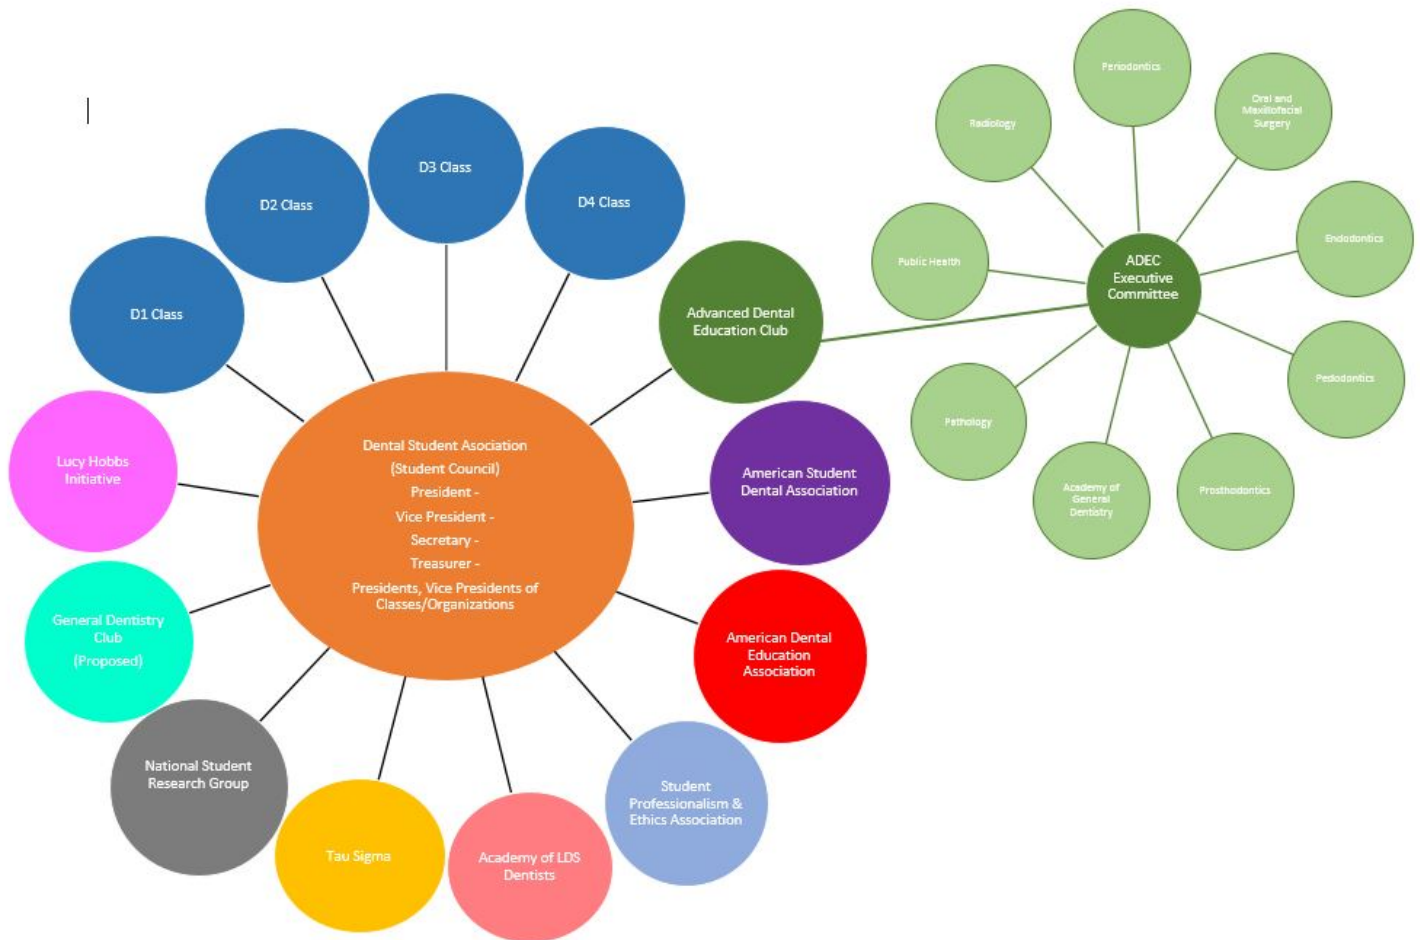 Periodontics
Oral and
Maxillofacial
Surgery
Radiology
Endodontics
Public Health
ADEC
Executive
Committee
Pedodontics
Pathology
Academy of
General
Dentistry
Prosthodontics
D3 Class
D2 Class
D4 Class
D1 Class
Advanced Dental
Education Club
Lucy Hobbs
Initiative
Dental Student Asociation
(Student Council)
President -
Vice President -
Secretary -
Treasurer -
Presidents, Vice Presidents of
Classes/Organizations
American Student
Dental Association
General Dentistry
Club
(Proposed)
American Dental
Education
Association
National Student
Research Group
Student
Professionalism &
Ethics Association
Tau Sigma
Academy of LDS
Dentists